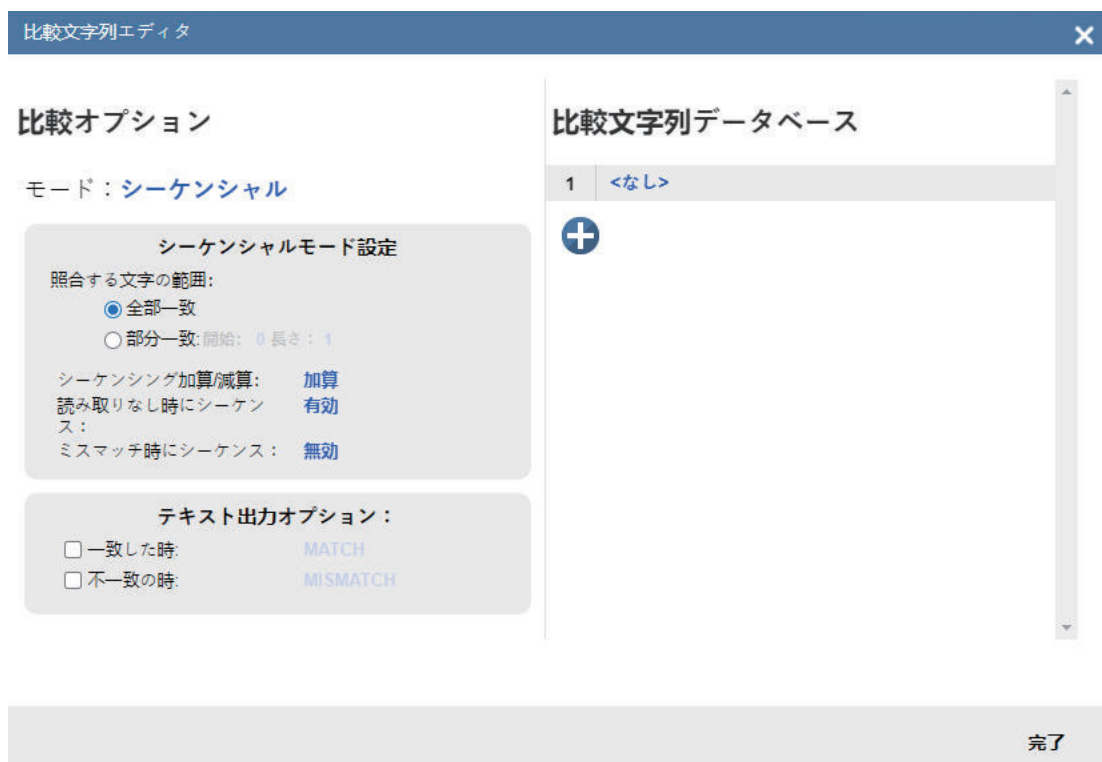 比較文字列エディタ
比較オプション
モード：シーケンシャル
シーケンシャルモード設定
照合する文字の範囲:
全部一致
部分一致: 開始: 0 長さ: 1
シーケンシング加算/減算: 加算
読み取りなし時にシーケン
ス: 有効
ミスマッチ時にシーケンス: 無効
テキスト出力オプション：
一致した時: MATCH
不一致の時: MISMATCH
比較文字列データベース
1 <なし>
完了